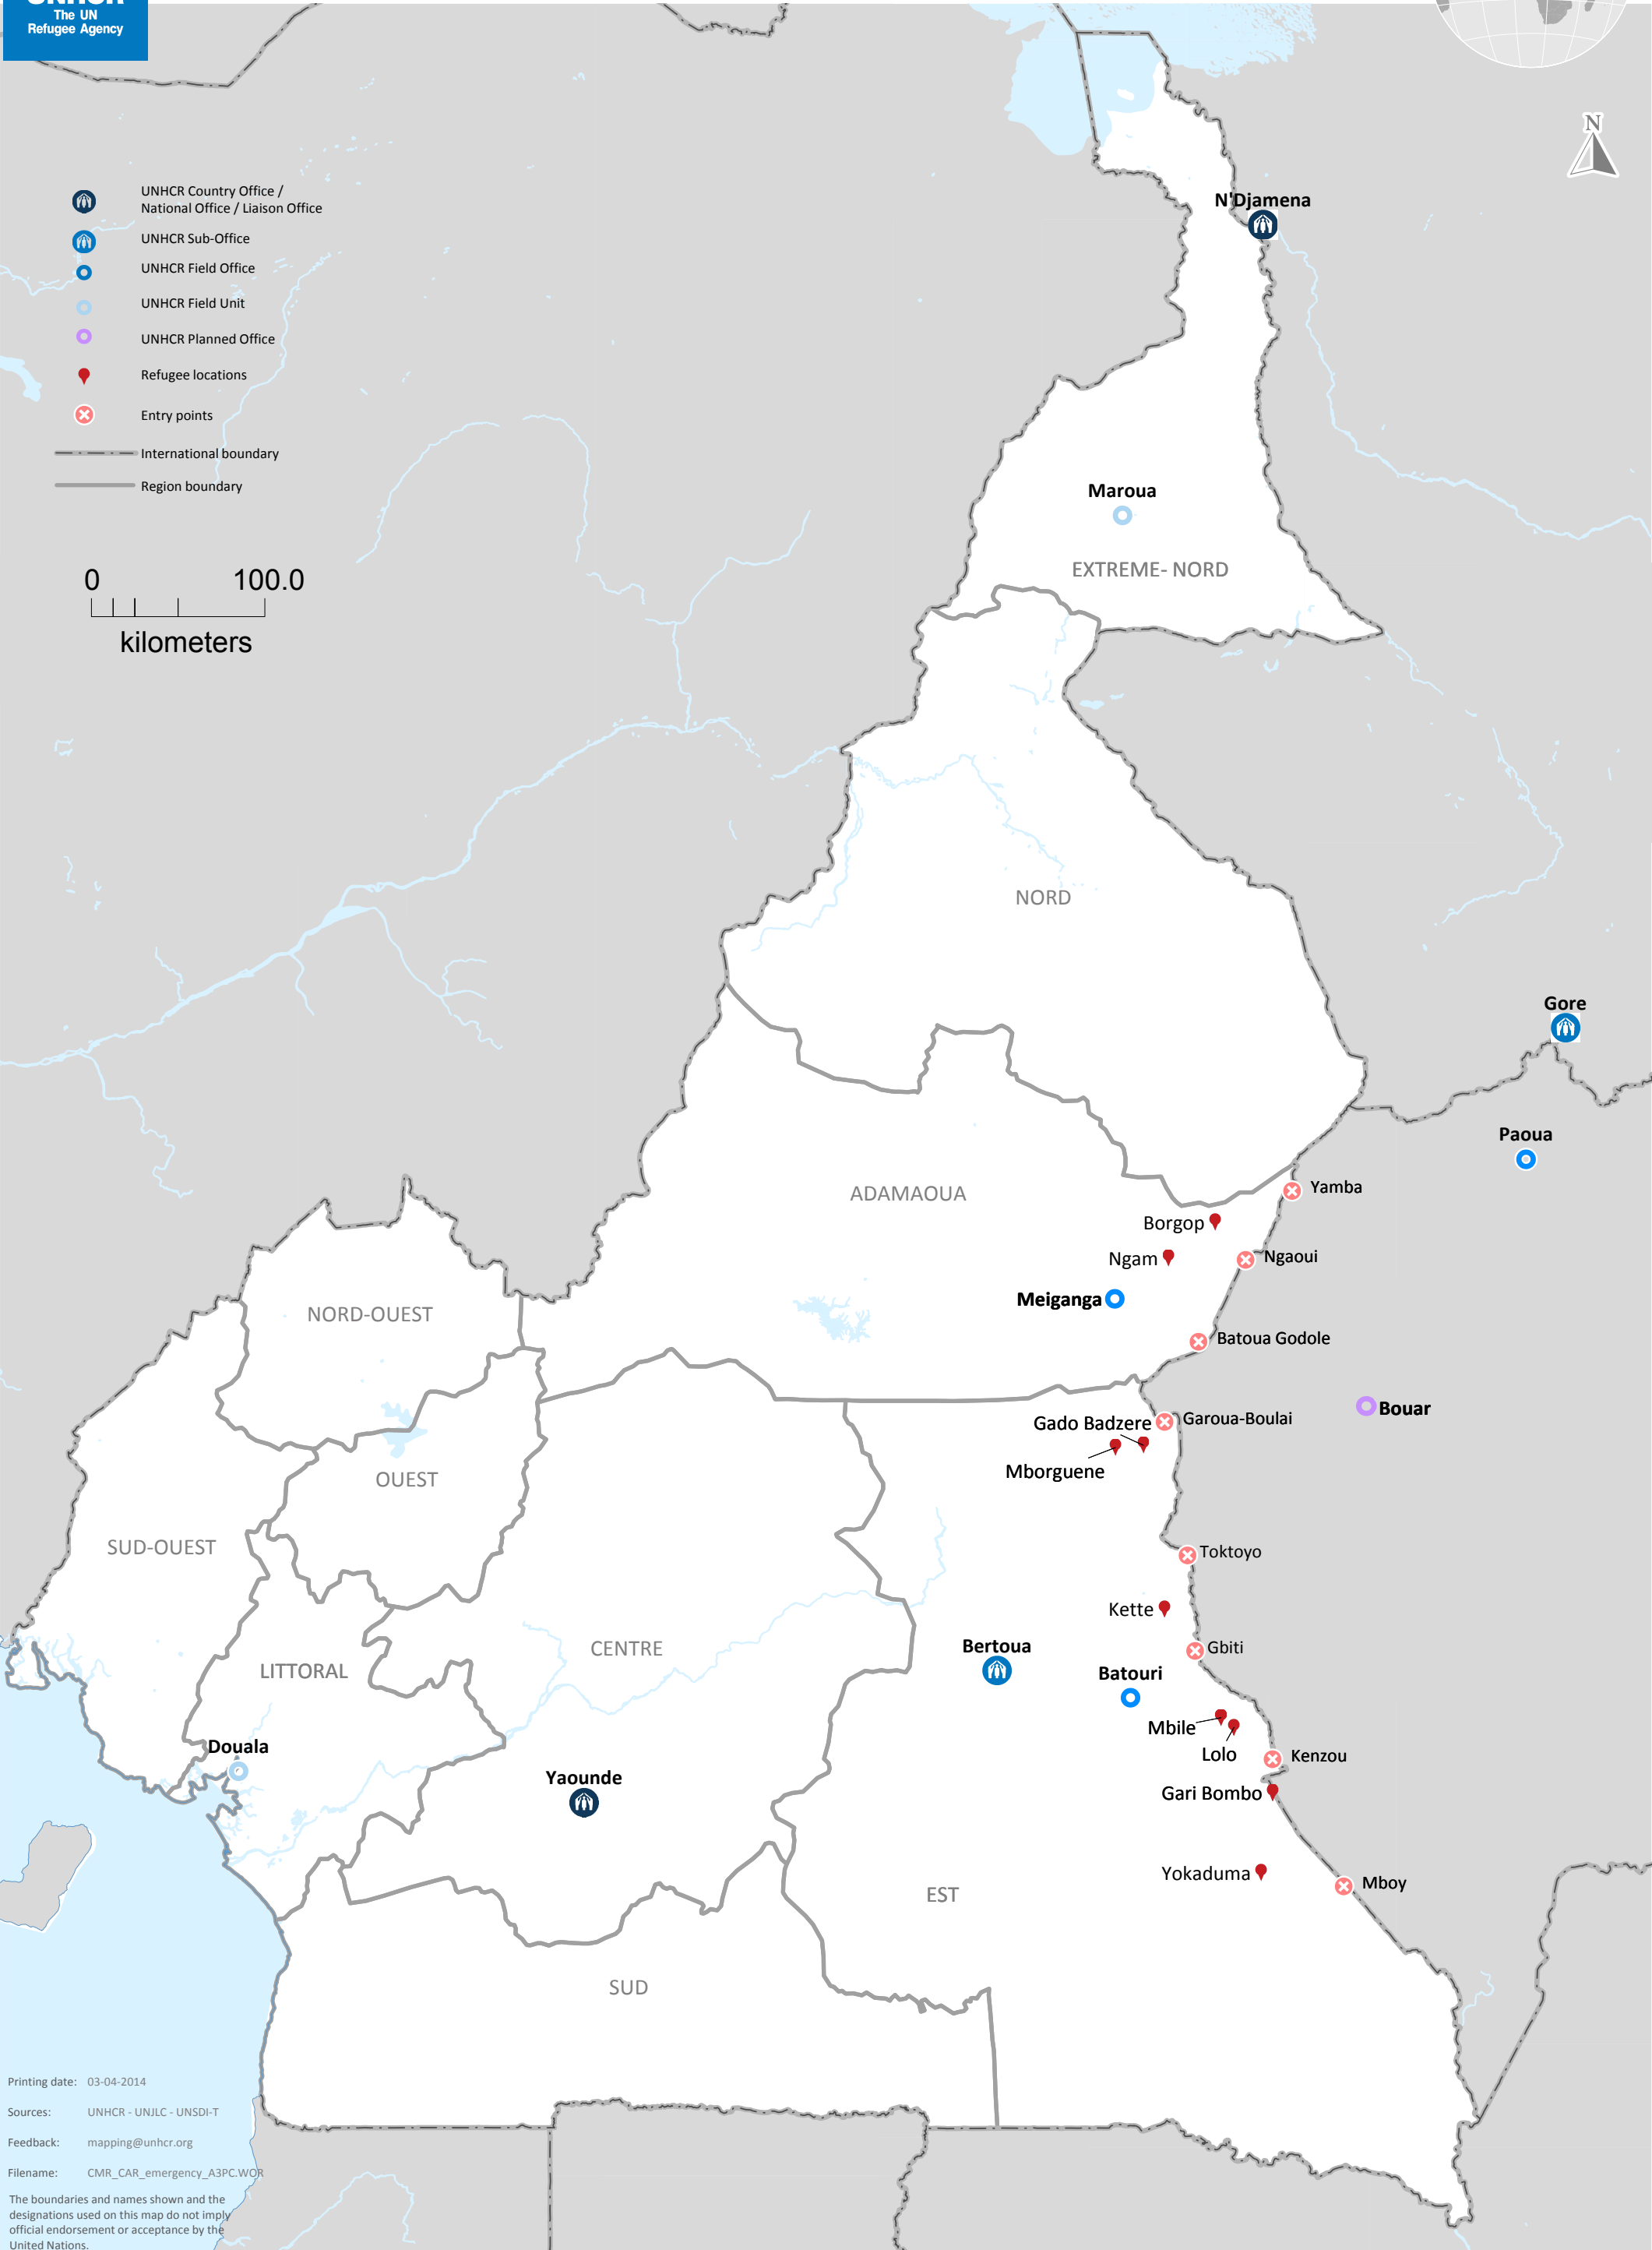 UNHCR
The UN
Refugee Agency
N
UNHCR Country Office /
National Office / Liaison Office
UNHCR Sub-Office
UNHCR Field Office
UNHCR Field Unit
UNHCR Planned Office
Refugee locations
Entry points
International boundary
Region boundary
0 100.0
kilometers
N'Djamena
Maroua
EXTREME- NORD
NORD
Gore
Paoua
Yamba
ADAMAOUA
Borgop
Ngam
Ngaoui
Meiganga
NORD-OUEST
Batoua Godole
Bouar
Garoua-Boulai
Gado Badzere
Mborguene
OUEST
SUD-OUEST
Toktoyo
Kette
Gbiti
Bertoua
CENTRE
LITTORAL
Batouri
Mbile
Lolo
Kenzou
Douala
Yaounde
Gari Bombo
Yokaduma
Mboy
EST
SUD
Printing date: 03-04-2014
Sources: UNHCR - UNJLC - UNSDI-T
Feedback: mapping@unhcr.org
Filename: CMR_CAR_emergency_A3PC.WOR
The boundaries and names shown and the
designations used on this map do not imply
official endorsement or acceptance by the
United Nations.